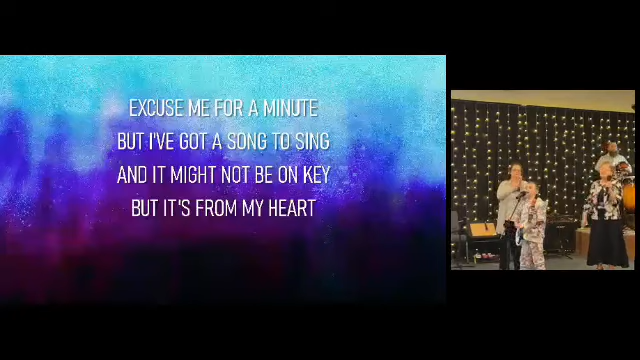 EXCUSE ME FOR A MINUTE
BUT I'VE GOT A SONG TO SING
AND IT MIGHT NOT BE ON KEY
BUT IT'S FROM MY HEART